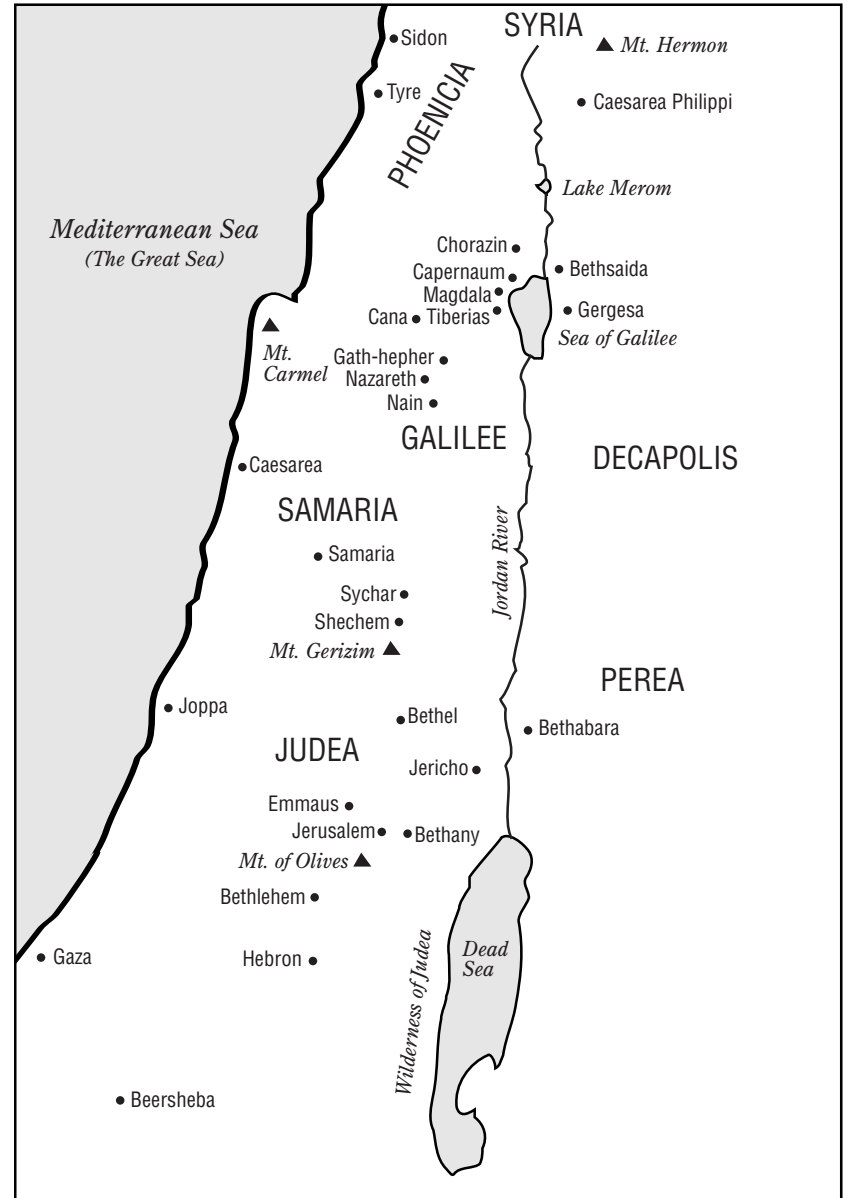 SYRIA
Sidon
Mt. Hermon
Tyre
Caesarea Philippi
PHOENICIA
Lake Merom
Mediterranean Sea
(The Great Sea)
Chorazin
Capernaum
Bethsaida
Magdala
Cana
Tiberias
Gergesa
Sea of Galilee
Mt.
Carmel
Gath-hepher
Nazareth
Nain
GALILEE
DECAPOLIS
Caesarea
SAMARIA
Samaria
Jordan River
Sychar
Shechem
Mt. Gerizim
PEREA
Joppa
Bethel
Bethabara
JUDEA
Jericho
Emmaus
Jerusalem
Bethany
Mt. of Olives
Bethlehem
Gaza
Hebron
Dead
Sea
Wilderness of Judea
Beersheba